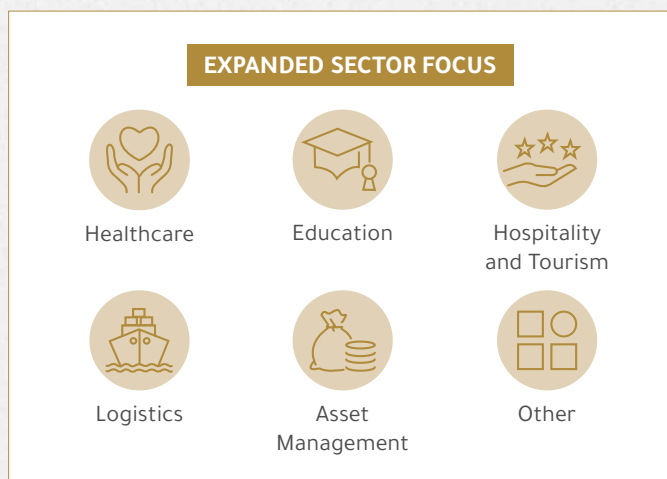 EXPANDED SECTOR FOCUS
Healthcare
Education
Hospitality
and Tourism
Logistics
Asset
Management
Other